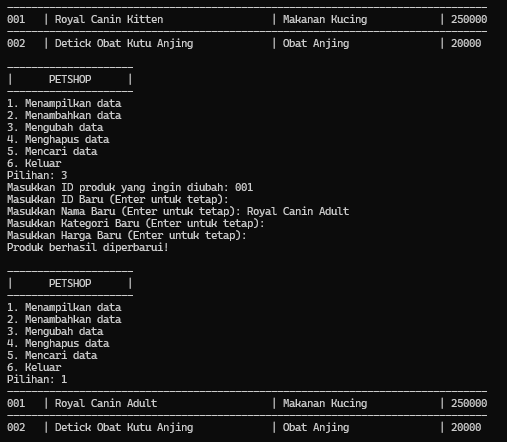 001 | Royal Canin Kitten | Makanan Kucing | 250000
002 | Detick Obat Kutu Anjing | Obat Anjing | 20000
| PETSHOP |
1. Menampilkan data
2. Menambahkan data
3. Mengubah data
4. Menghapus data
5. Mencari data
6. Keluar
Pilihan: 3
Masukkan ID produk yang ingin diubah: 001
Masukkan ID Baru (Enter untuk tetap):
Masukkan Nama Baru (Enter untuk tetap): Royal Canin Adult
Masukkan Kategori Baru (Enter untuk tetap):
Masukkan Harga Baru (Enter untuk tetap):
Produk berhasil diperbarui!
| PETSHOP |
1. Menampilkan data
2. Menambahkan data
3. Mengubah data
4. Menghapus data
5. Mencari data
6. Keluar
Pilihan: 1
001 | Royal Canin Adult | Makanan Kucing | 250000
002 | Detick Obat Kutu Anjing | Obat Anjing | 20000